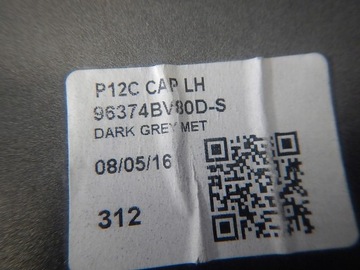 P12C CAP LH
96374BV80D-S
DARK GREY MET
08/05/16
312